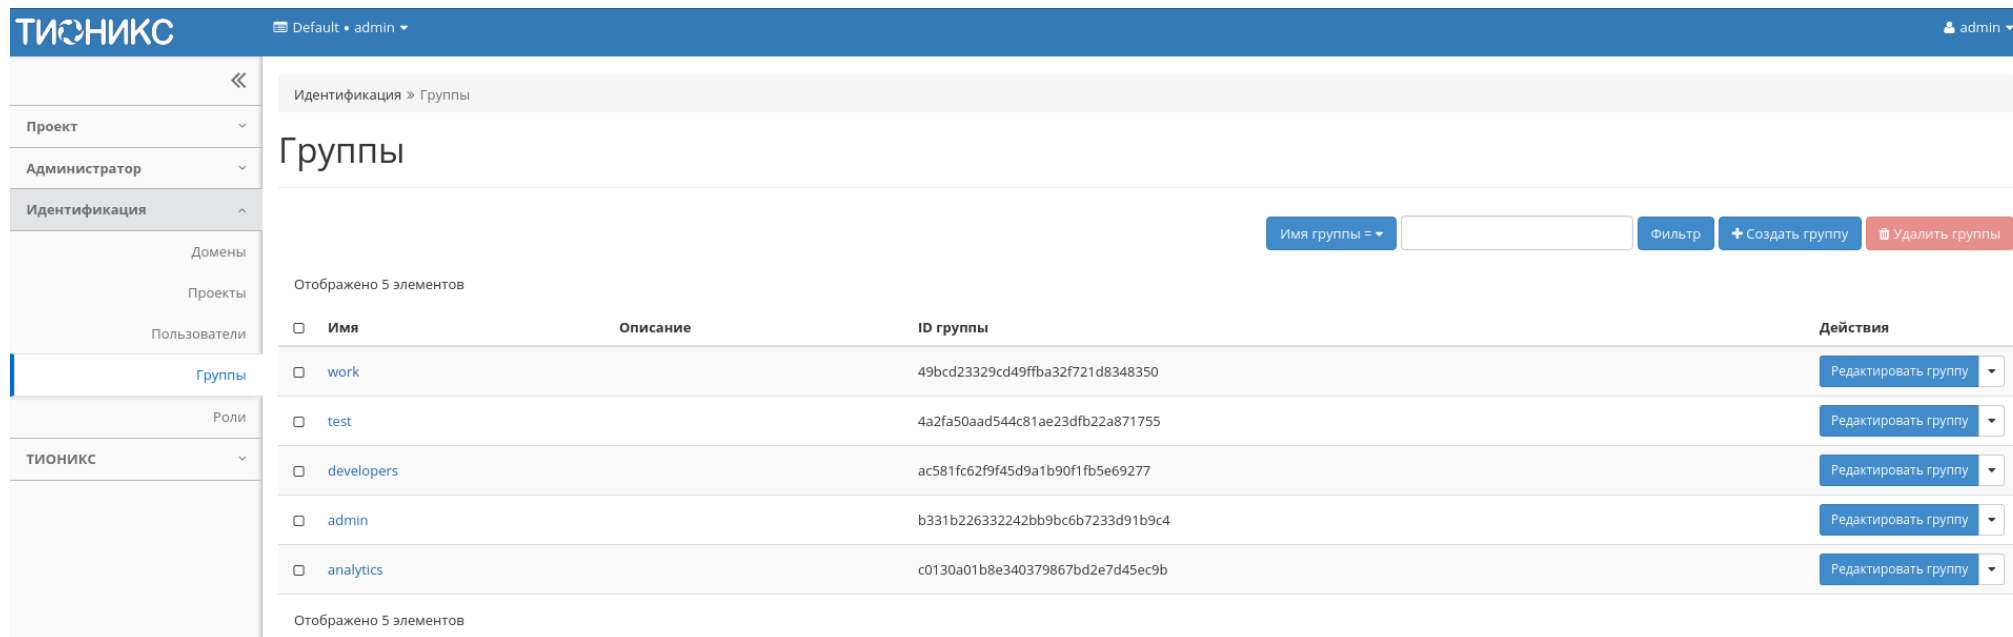 ТИОНИКС
Default • admin
admin
Идентификация » Группы
Проект
Администратор
Идентификация
Домены
Проекты
Пользователи
Группы
Роли
ТИОНИКС
Группы
Имя группы =
Фильтр
+ Создать группу
Удалить группы
Отображено 5 элементов
Имя Описание ID группы Действия
work 49bcd23329cd49ffba32f721d8348350 Редактировать группу
test 4a2fa50aad544c81ae23dfb22a871755 Редактировать группу
developers ac581fc62f9f45d9a1b90f1fb5e69277 Редактировать группу
admin b331b226332242bb9bc6b7233d91b9c4 Редактировать группу
analytics c0130a01b8e340379867bd2e7d45ec9b Редактировать группу
Отображено 5 элементов